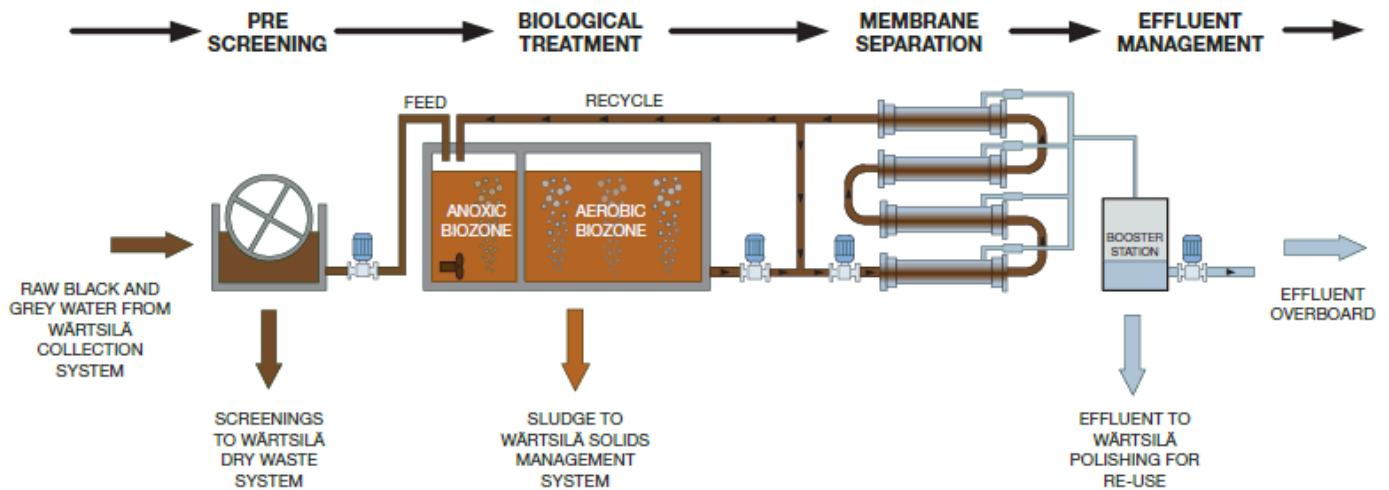 PRE
SCREENING
BIOLOGICAL
TREATMENT
MEMBRANE
SEPARATION
EFFLUENT
MANAGEMENT
FEED
RECYCLE
ANOXIC
BIOZONE
AEROBIC
BIOZONE
BOOSTER
STATION
RAW BLACK AND
GREY WATER FROM
WÄRTSILÄ
COLLECTION
SYSTEM
EFFLUENT
OVERBOARD
SCREENINGS
TO WÄRTSILÄ
DRY WASTE
SYSTEM
SLUDGE TO
WÄRTSILÄ SOLIDS
MANAGEMENT
SYSTEM
EFFLUENT TO
WÄRTSILÄ
POLISHING FOR
RE-USE